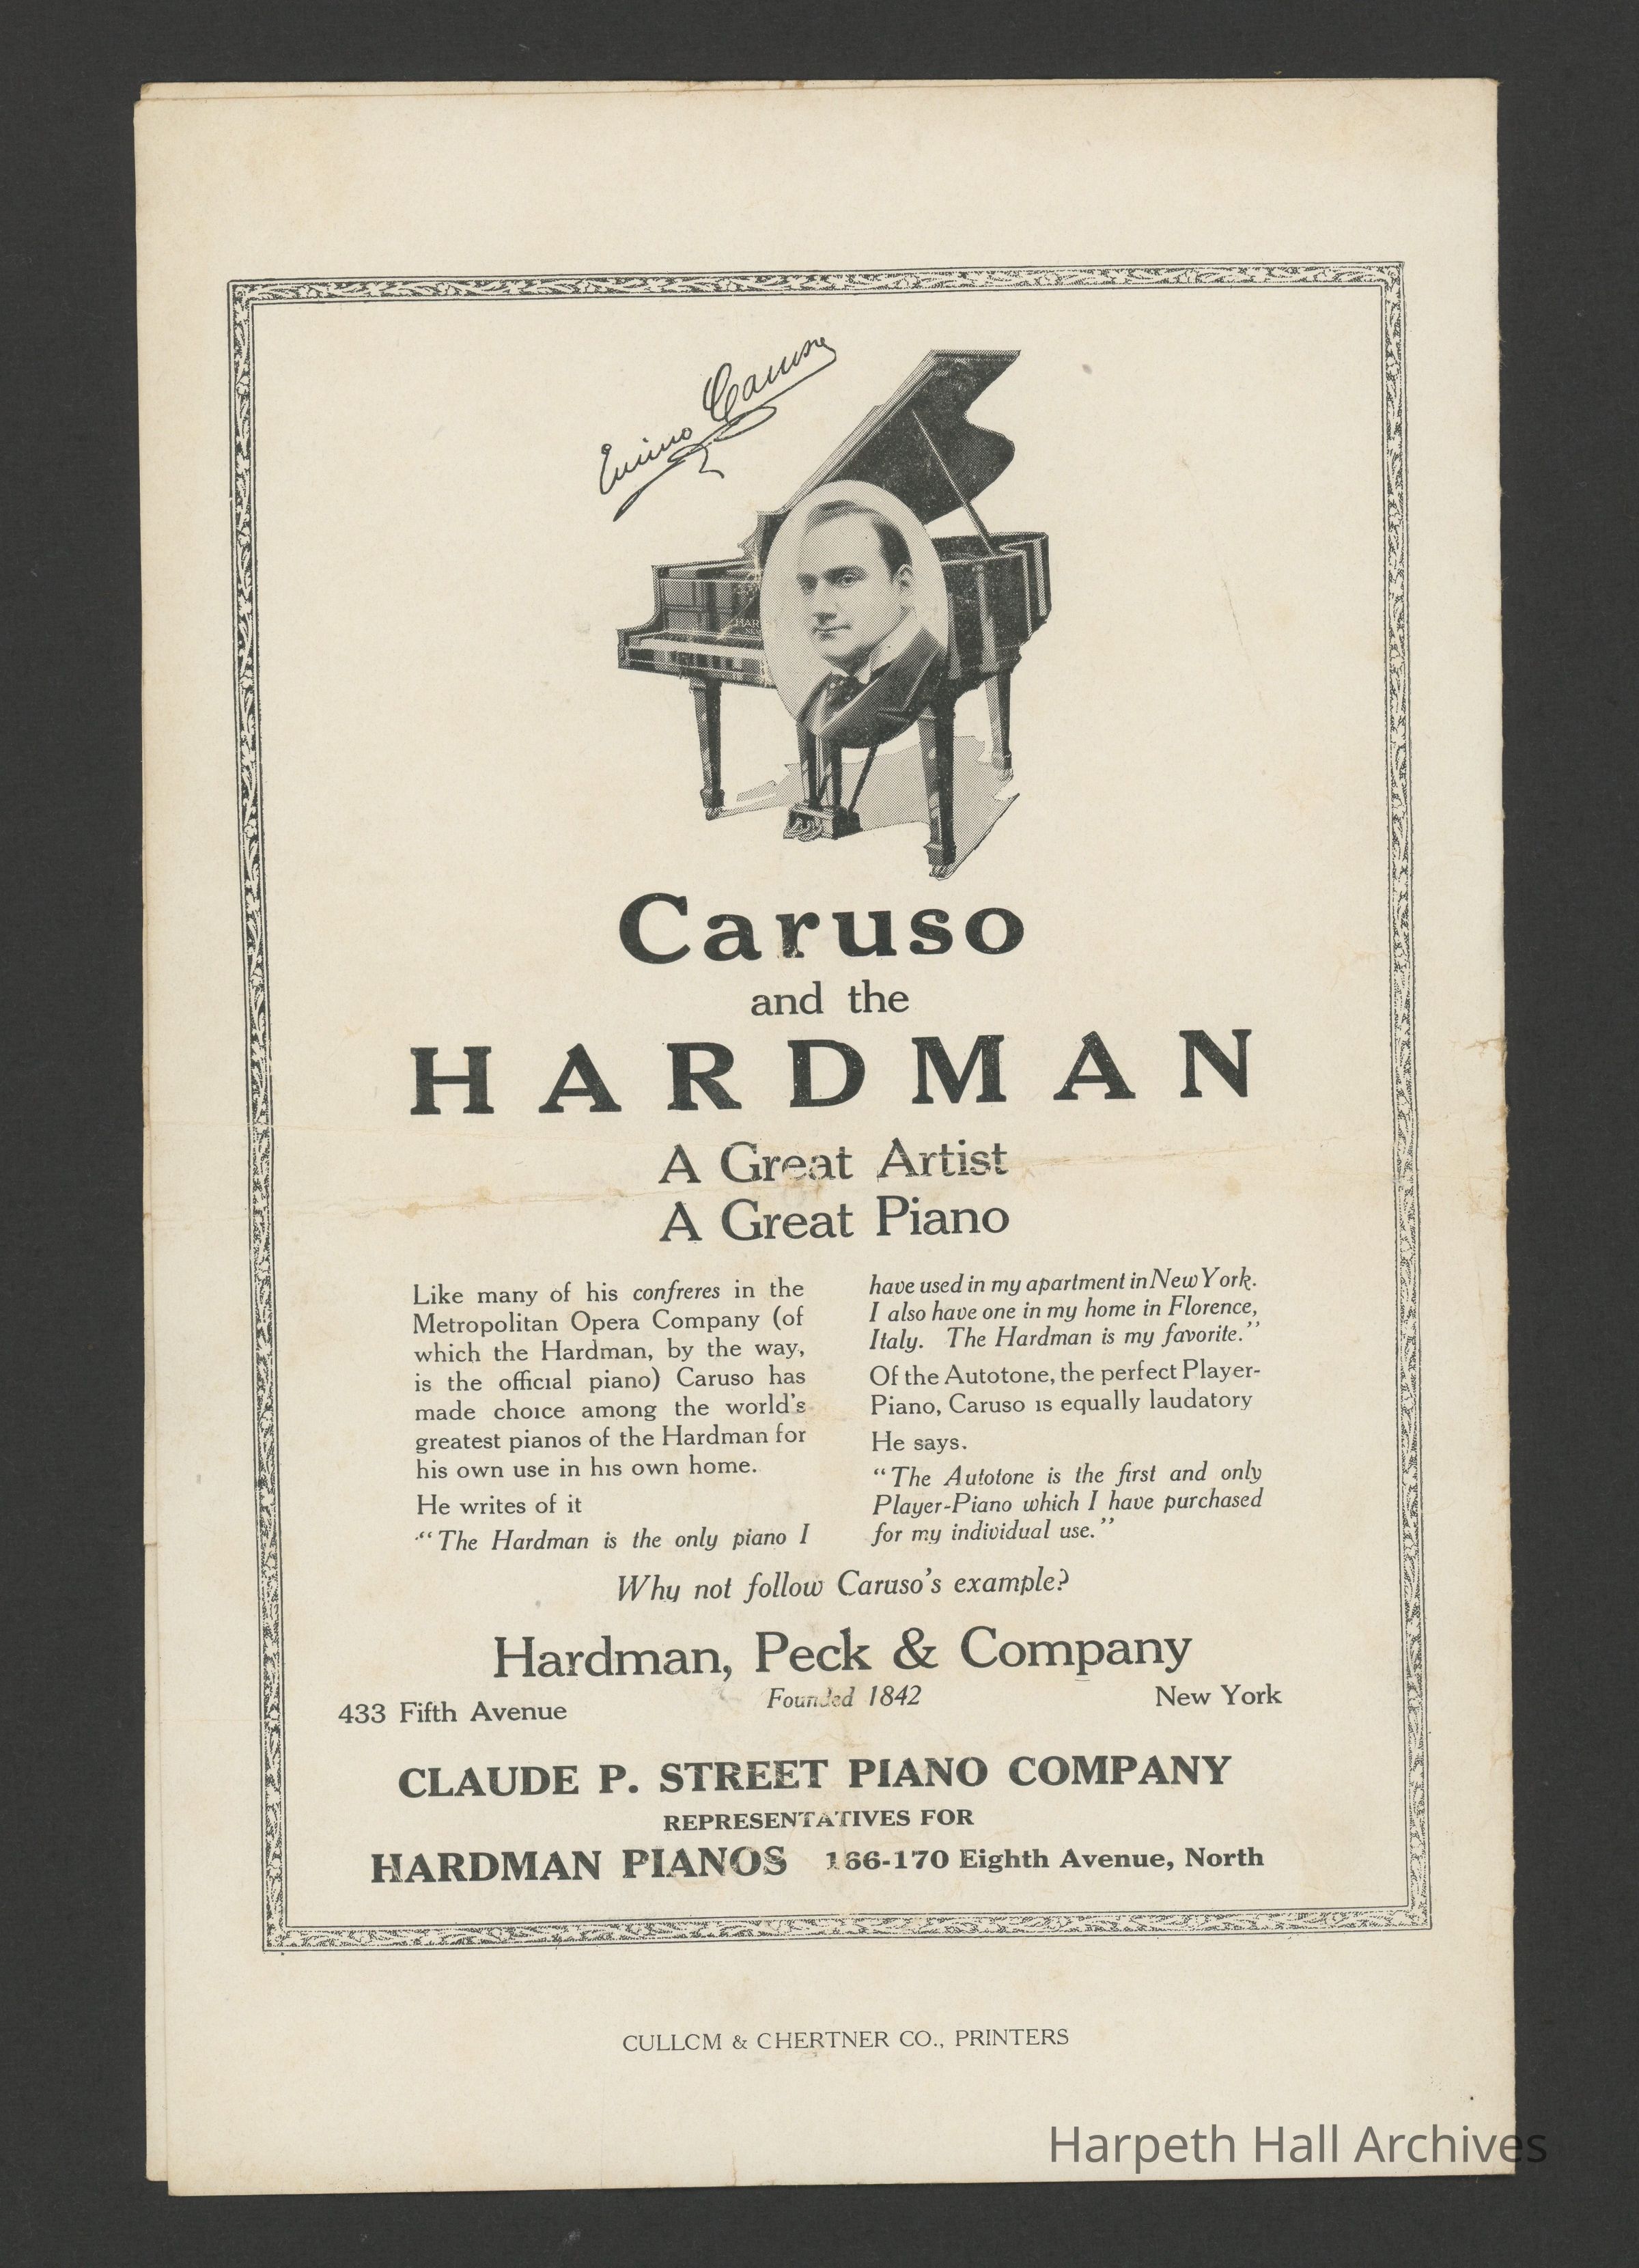 Enrico Caruso
HAR
NEW
Caruso
and the
HARDMAN
A Great Artist
A Great Piano
Like many of his confreres in the
Metropolitan Opera Company (of
which the Hardman, by the way,
is the official piano) Caruso has
made choice among the world's
greatest pianos of the Hardman for
his own use in his own home.
He writes of it
"The Hardman is the only piano I
have used in my apartment in New York.
I also have one in my home in Florence,
Italy. The Hardman is my favorite."
Of the Autotone, the perfect Player-
Piano, Caruso is equally laudatory
He says.
"The Autotone is the first and only
Player-Piano which I have purchased
for my individual use."
Why not follow Caruso's example?
Hardman, Peck & Company
433 Fifth Avenue Founded 1842 New York
CLAUDE P. STREET PIANO COMPANY
REPRESENTATIVES FOR
HARDMAN PIANOS 166-170 Eighth Avenue, North
CULLOM & GHERTNER CO., PRINTERS
Harpeth Hall Archives